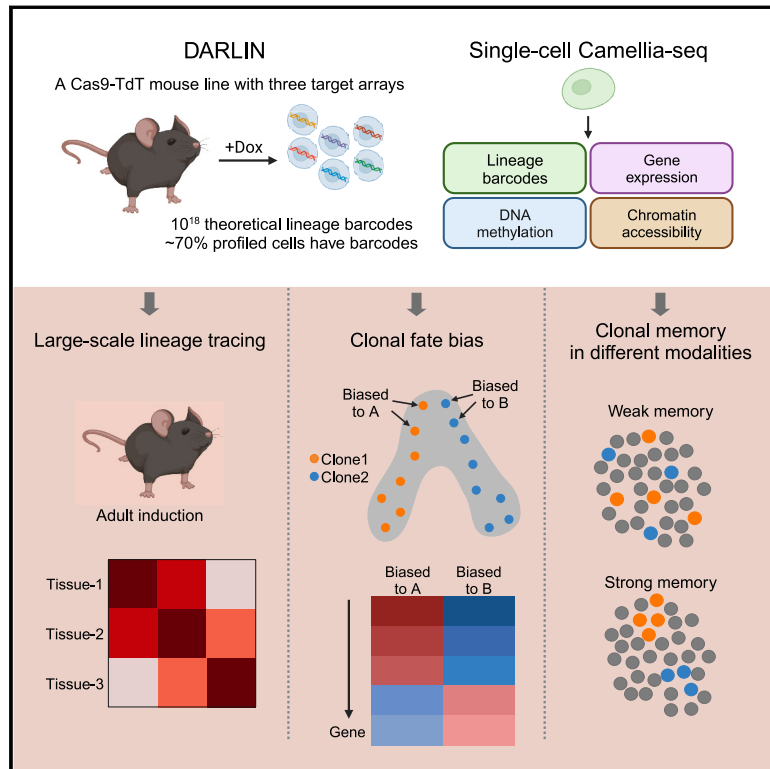 DARLIN
A Cas9-TdT mouse line with three target arrays
+Dox
10^18 theoretical lineage barcodes
~70% profiled cells have barcodes
Single-cell Camellia-seq
Lineage
barcodes
Gene
expression
DNA
methylation
Chromatin
accessibility
Large-scale lineage tracing
Adult induction
Tissue-1
Tissue-2
Tissue-3
Clonal fate bias
Biased
to A
Biased
to B
Clone1
Clone2
Biased
to A
Biased
to B
Gene
Clonal memory
in different modalities
Weak memory
Strong memory